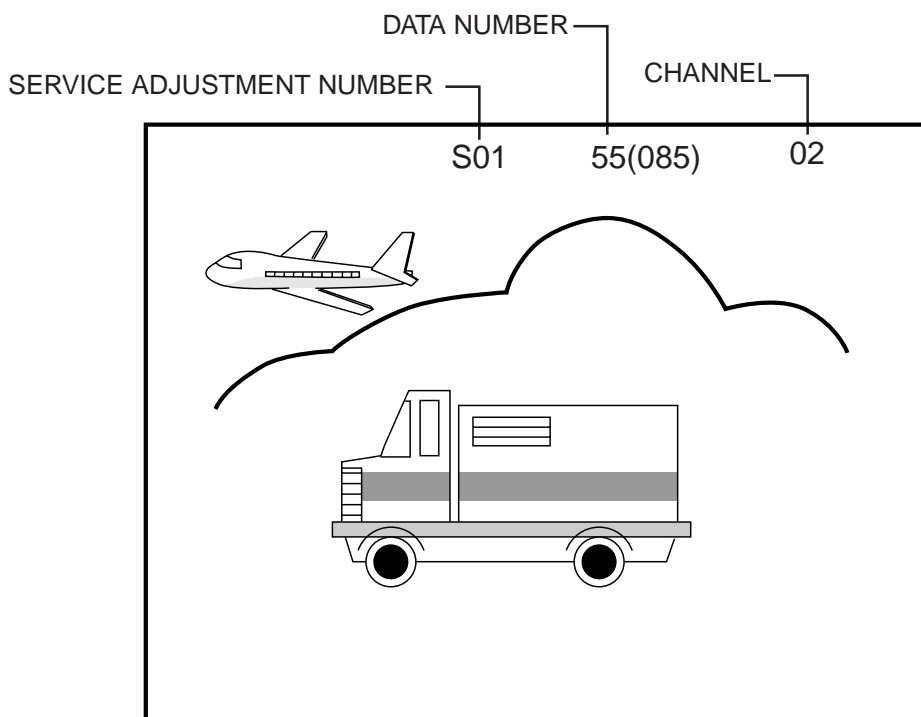 DATA NUMBER
CHANNEL
SERVICE ADJUSTMENT NUMBER
S01 55(085) 02